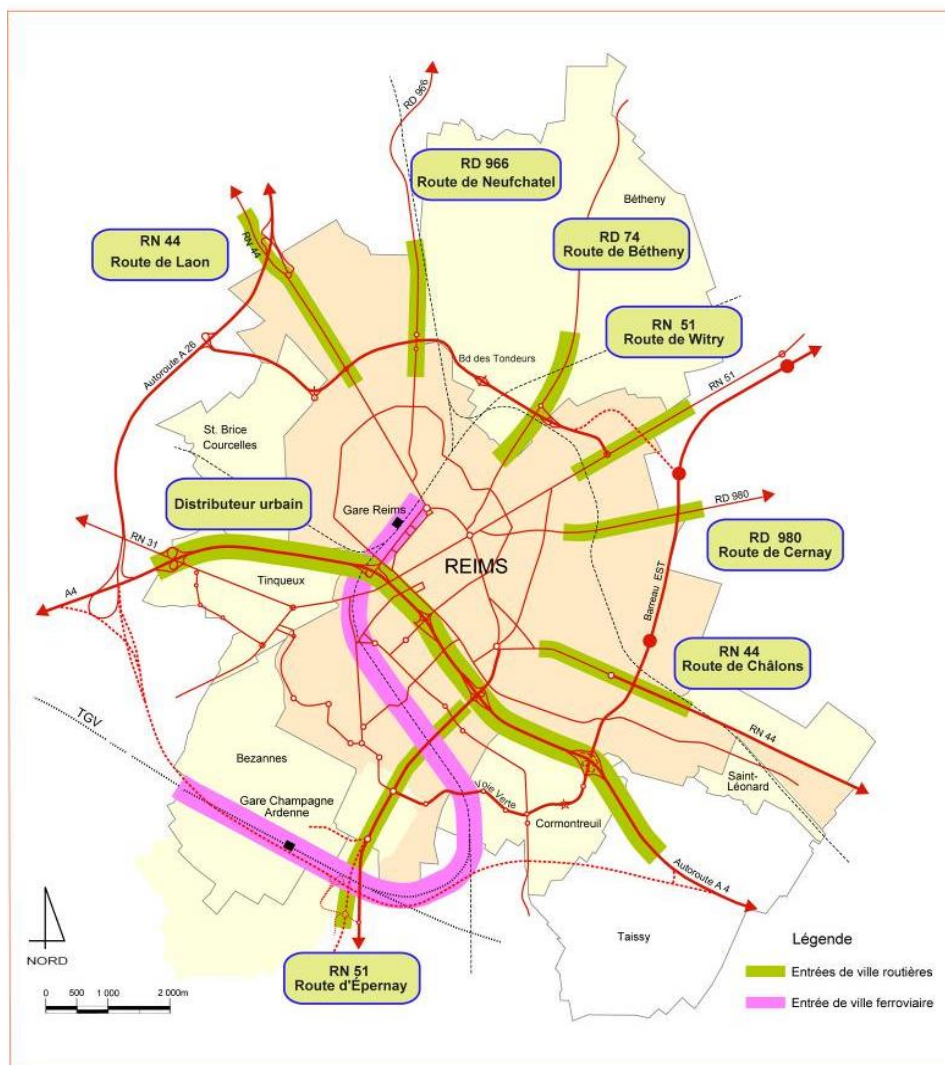 RD 966
RD 966
Route de Neufchatel
Bétheny
RD 74
Route de Bétheny
RN 44
Route de Laon
RN 44
RN 51
Route de Witry
Autoroute A 26
Bd des Tondeurs
RN 51
St. Brice
Courcelles
Distributeur urbain
Gare Reims
RD 980
RN 31
REIMS
RD 980
Route de Cernay
Tinqueux
A4
Barreau EST
RN 44
Route de Châlons
TGV
RN 44
Bezannes
Saint-
Léonard
Gare Champagne
Ardenne
Voie Verte
Cormontreuil
Autoroute A 4
Taissy
NORD
RN 51
Route d'Épernay
0 500 1 000 2 000m
Légende
Entrées de ville routières
Entrée de ville ferroviaire